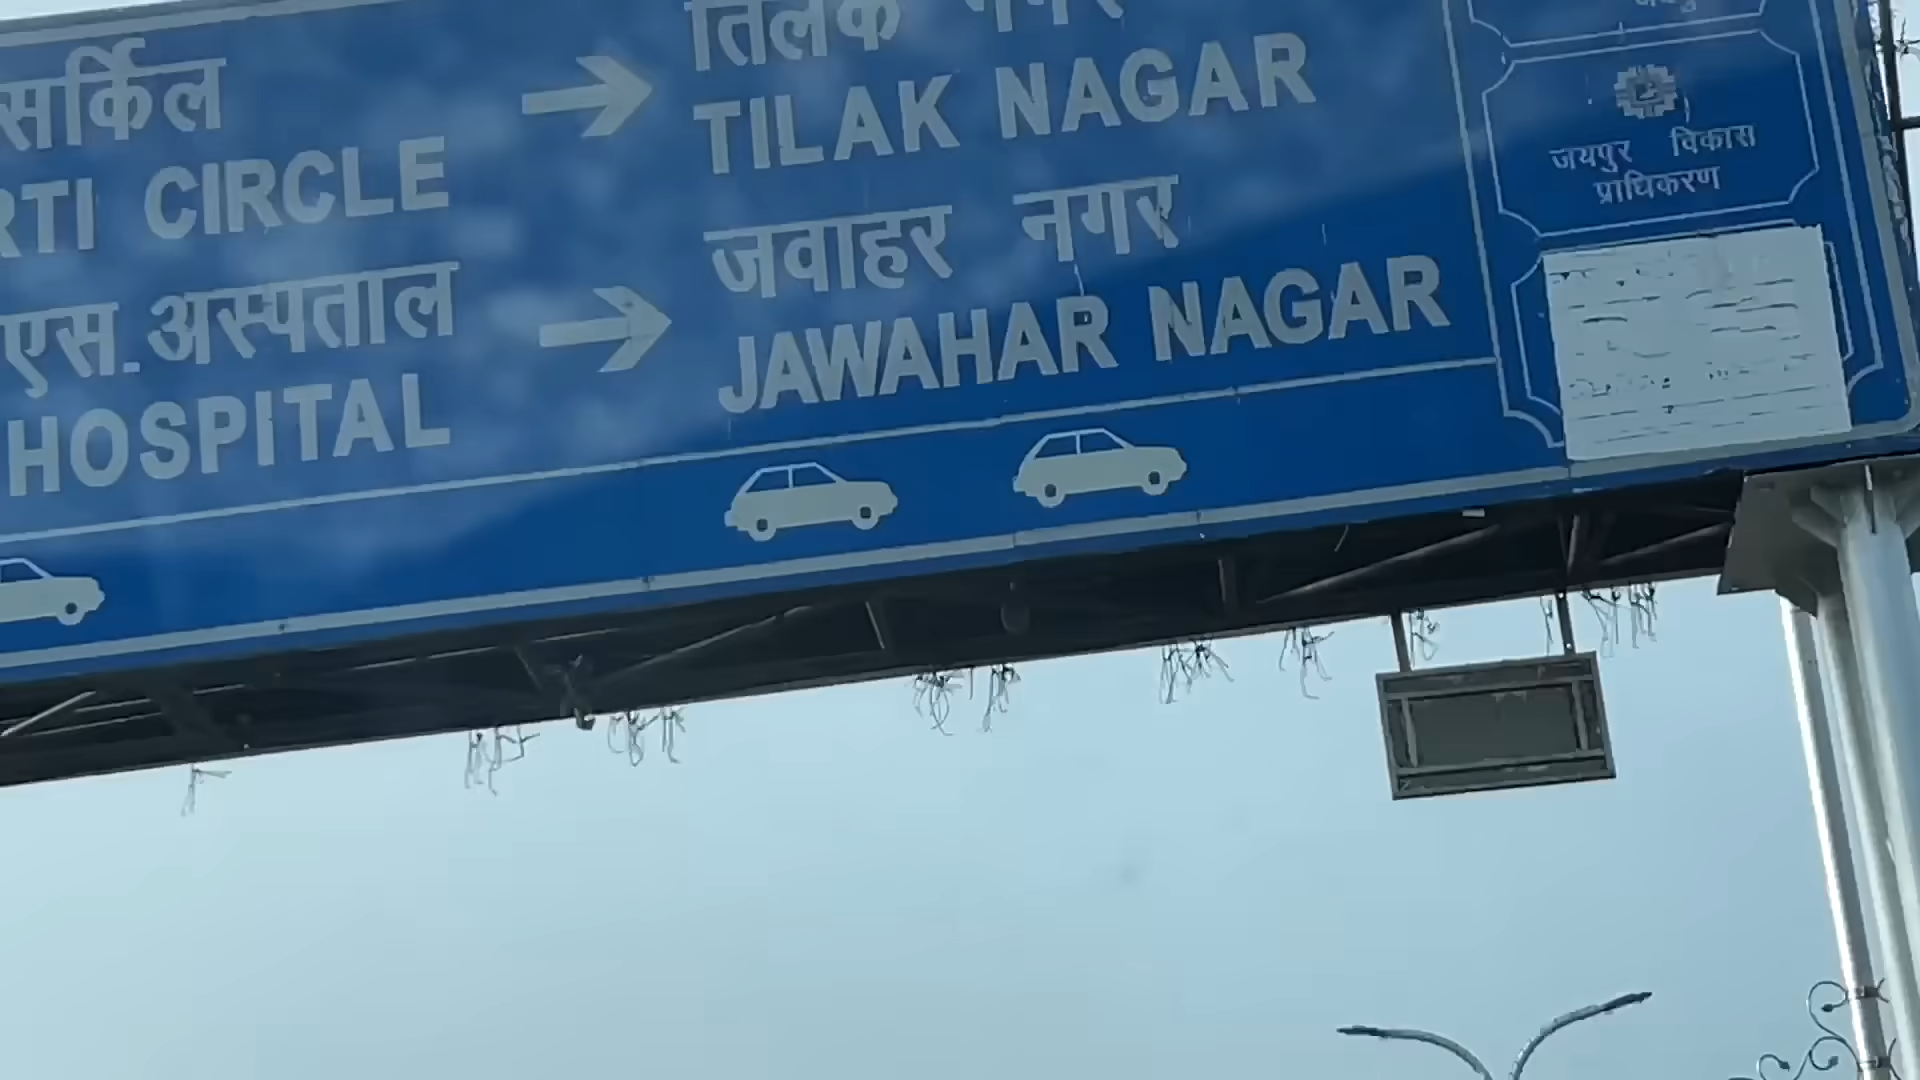 सर्किल
RTI CIRCLE
एस.अस्पताल
HOSPITAL
तिलक नगर
TILAK NAGAR
जवाहर नगर
JAWAHAR NAGAR
जयपुर विकास
प्राधिकरण